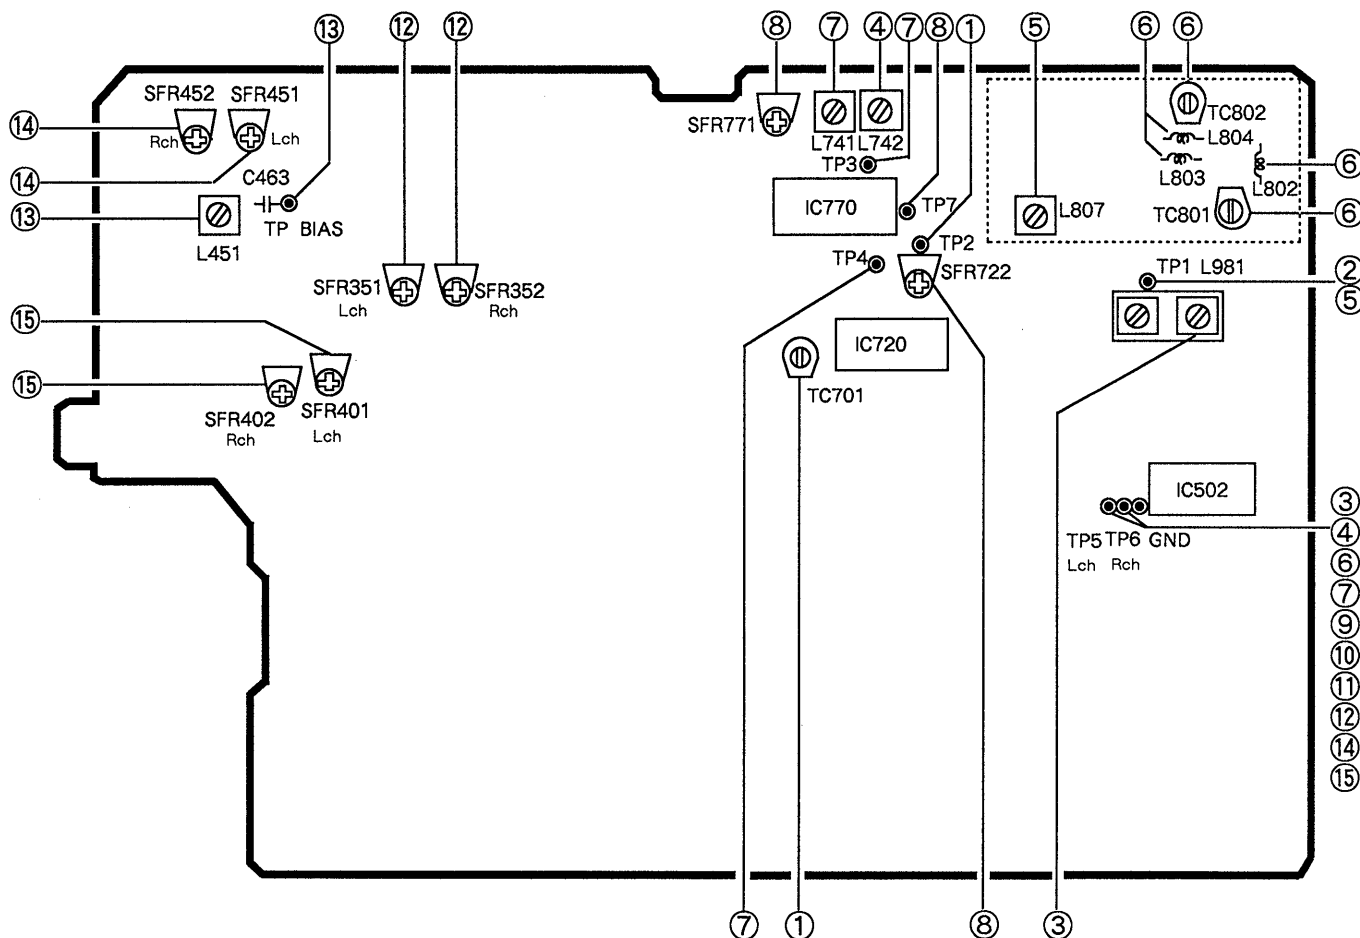 ⑬ ⑫ ⑫ ⑧ ⑦ ④ ⑦ ⑧ ① ⑤ ⑥ ⑥
SFR452 SFR451
⑭ Rch Lch
SFR771
L741 L742
TC802
L804
⑭ C463
TP3
L803
L802 ⑥
⑬ TP BIAS
L451
IC770
TP7
L807
TC801 ⑥
TP2
TP4
SFR722
TP1 L981 ②
⑤
SFR351 SFR352
Lch Rch
⑮
IC720
⑮
TC701
SFR402 SFR401
Rch Lch
IC502
③
TP5 TP6 GND ④
Lch Rch ⑥
⑦
⑨
⑩
⑪
⑫
⑭
⑮
⑦ ① ⑧ ③